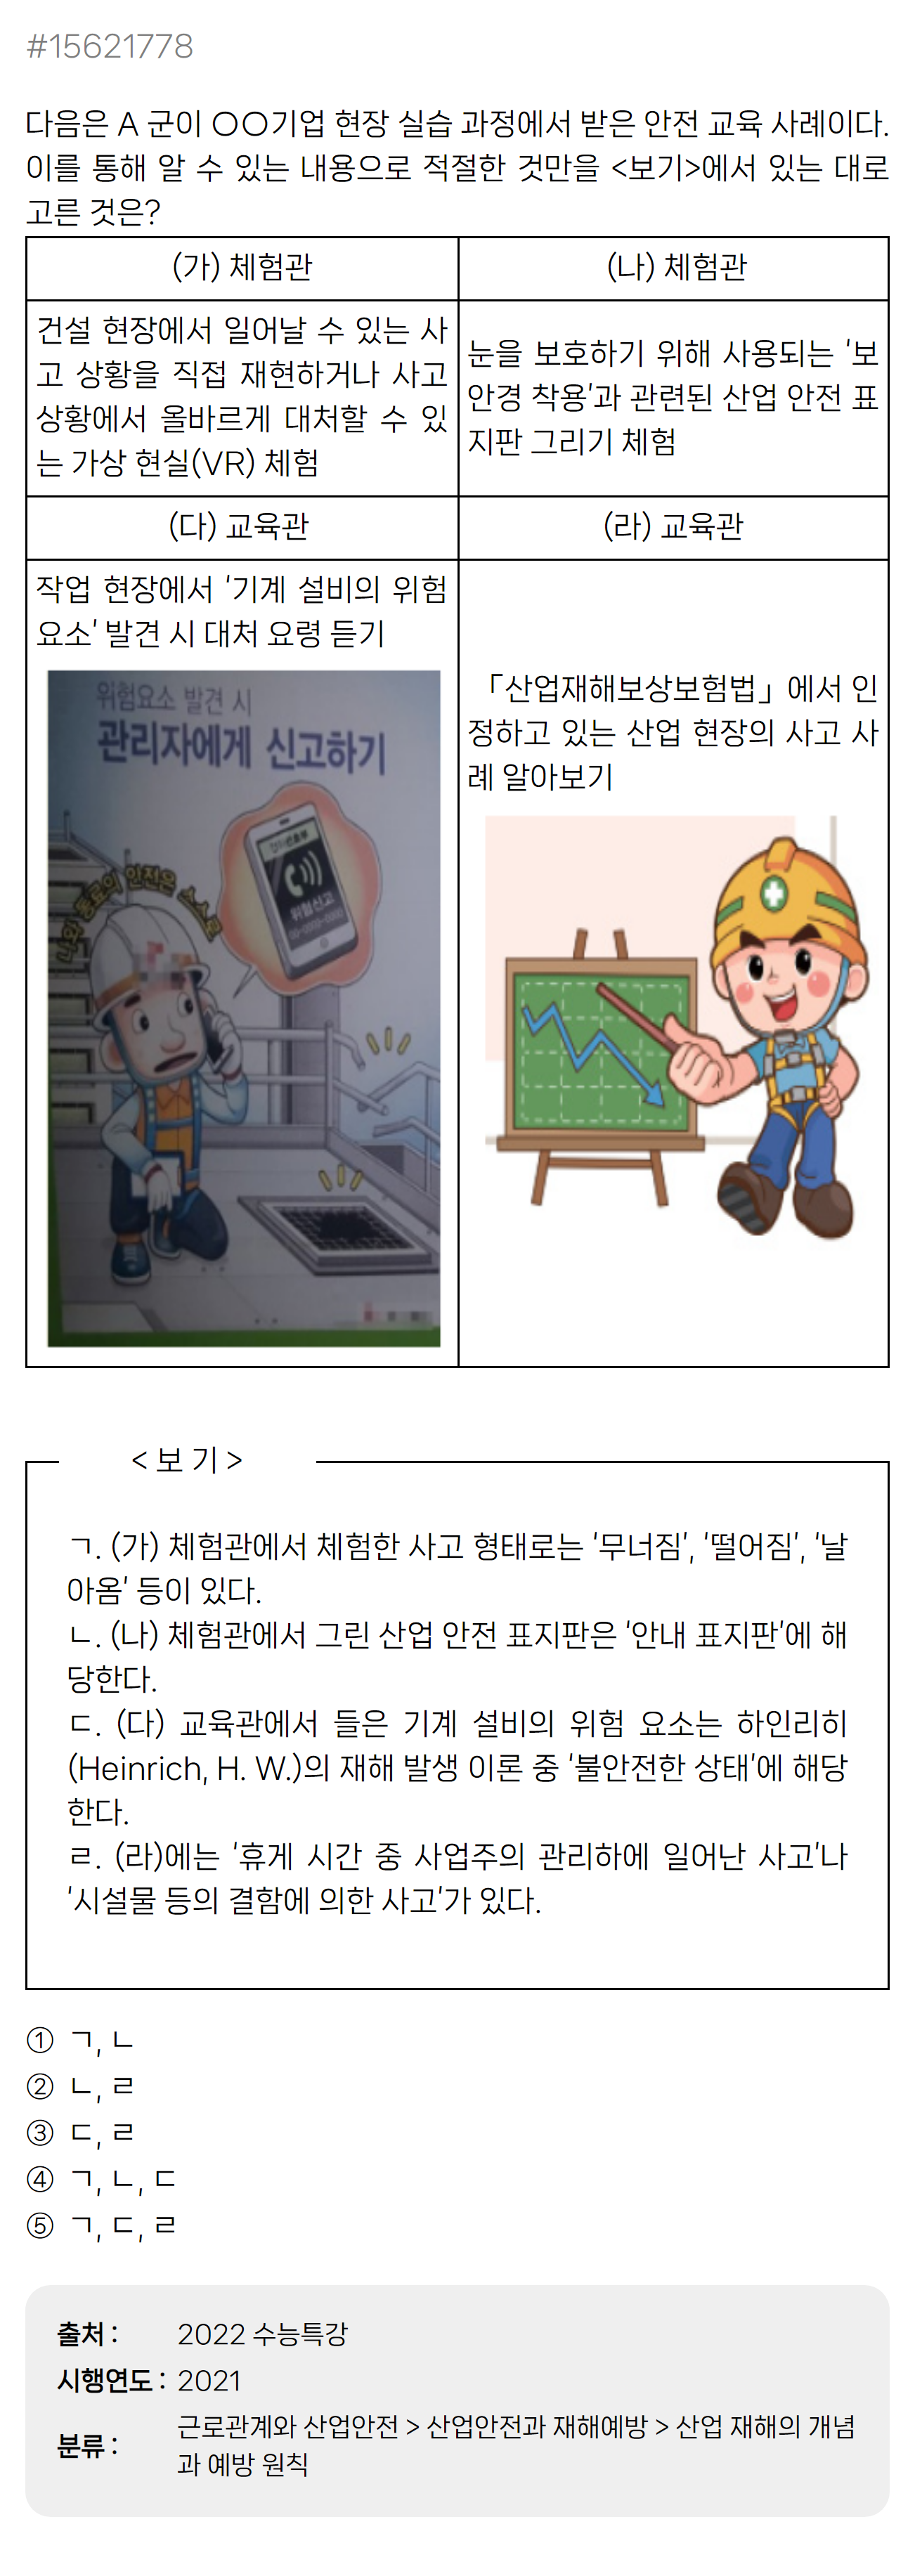 #15621778
다음은 A 군이 ○○기업 현장 실습 과정에서 받은 안전 교육 사례이다.
이를 통해 알 수 있는 내용으로 적절한 것만을 <보기>에서 있는 대로
고른 것은?
(가) 체험관
(나) 체험관
건설 현장에서 일어날 수 있는 사
고 상황을 직접 재현하거나 사고
상황에서 올바르게 대처할 수 있
는 가상 현실(VR) 체험
눈을 보호하기 위해 사용되는 '보
안경 착용'과 관련된 산업 안전 표
지판 그리기 체험
(다) 교육관
(라) 교육관
작업 현장에서 '기계 설비의 위험
요소' 발견 시 대처 요령 듣기
위험요소 발견 시
관리자에게 신고하기
나와 동료의 안전은 스스로
위험신고
「산업재해보상보험법」에서 인
정하고 있는 산업 현장의 사고 사
례 알아보기
< 보 기 >
ㄱ. (가) 체험관에서 체험한 사고 형태로는 '무너짐', '떨어짐', '날
아옴' 등이 있다.
ㄴ. (나) 체험관에서 그린 산업 안전 표지판은 '안내 표지판'에 해
당한다.
ㄷ. (다) 교육관에서 들은 기계 설비의 위험 요소는 하인리히
(Heinrich, H. W.)의 재해 발생 이론 중 '불안전한 상태'에 해당
한다.
ㄹ. (라)에는 '휴게 시간 중 사업주의 관리하에 일어난 사고'나
'시설물 등의 결함에 의한 사고'가 있다.
① ㄱ, ㄴ
② ㄴ, ㄹ
③ ㄷ, ㄹ
④ ㄱ, ㄴ, ㄷ
⑤ ㄱ, ㄷ, ㄹ
출처 : 2022 수능특강
시행연도 : 2021
분류 : 근로관계와 산업안전 > 산업안전과 재해예방 > 산업 재해의 개념
과 예방 원칙